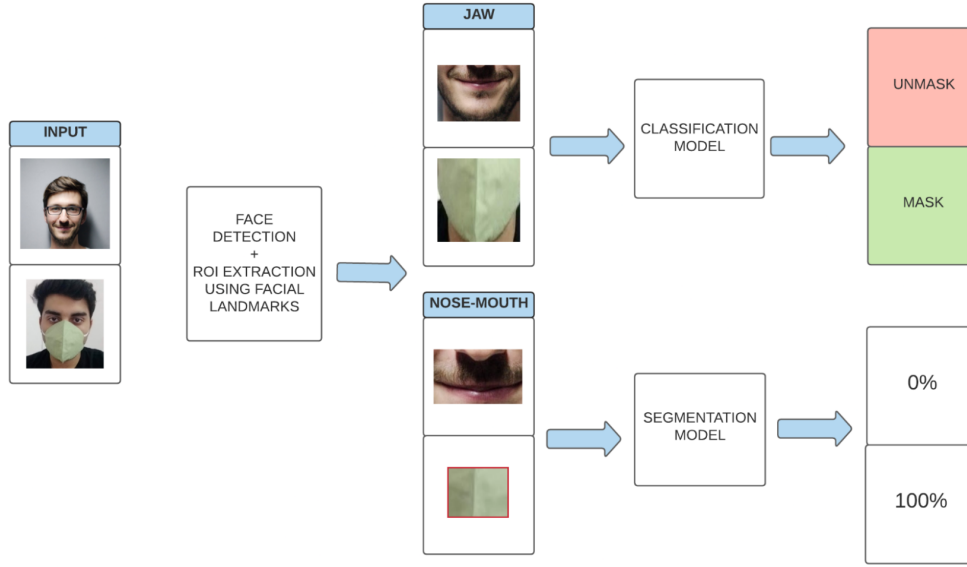 INPUT
FACE
DETECTION
+
ROI EXTRACTION
USING FACIAL
LANDMARKS
JAW
CLASSIFICATION
MODEL
UNMASK
MASK
NOSE-MOUTH
SEGMENTATION
MODEL
0%
100%